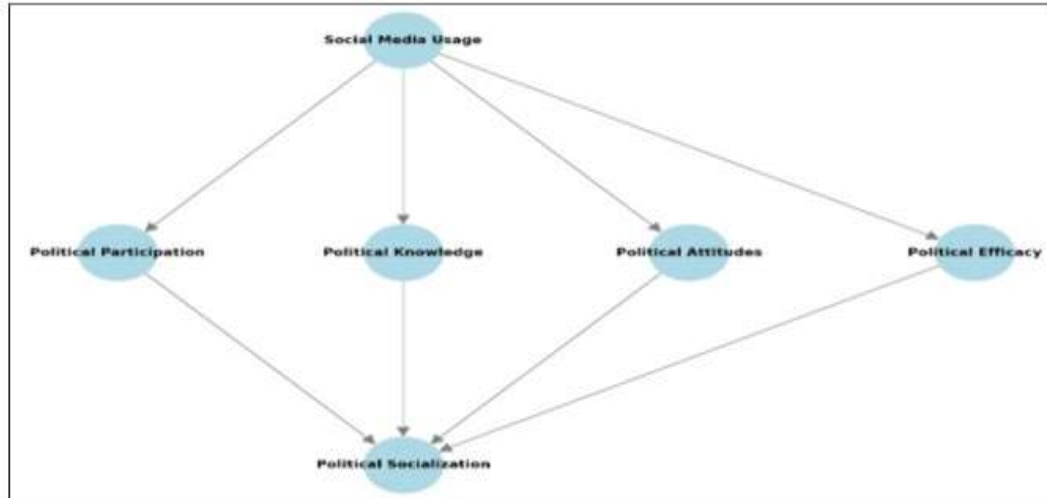 Social Media Usage
Political Participation
Political Knowledge
Political Attitudes
Political Efficacy
Political Socialization